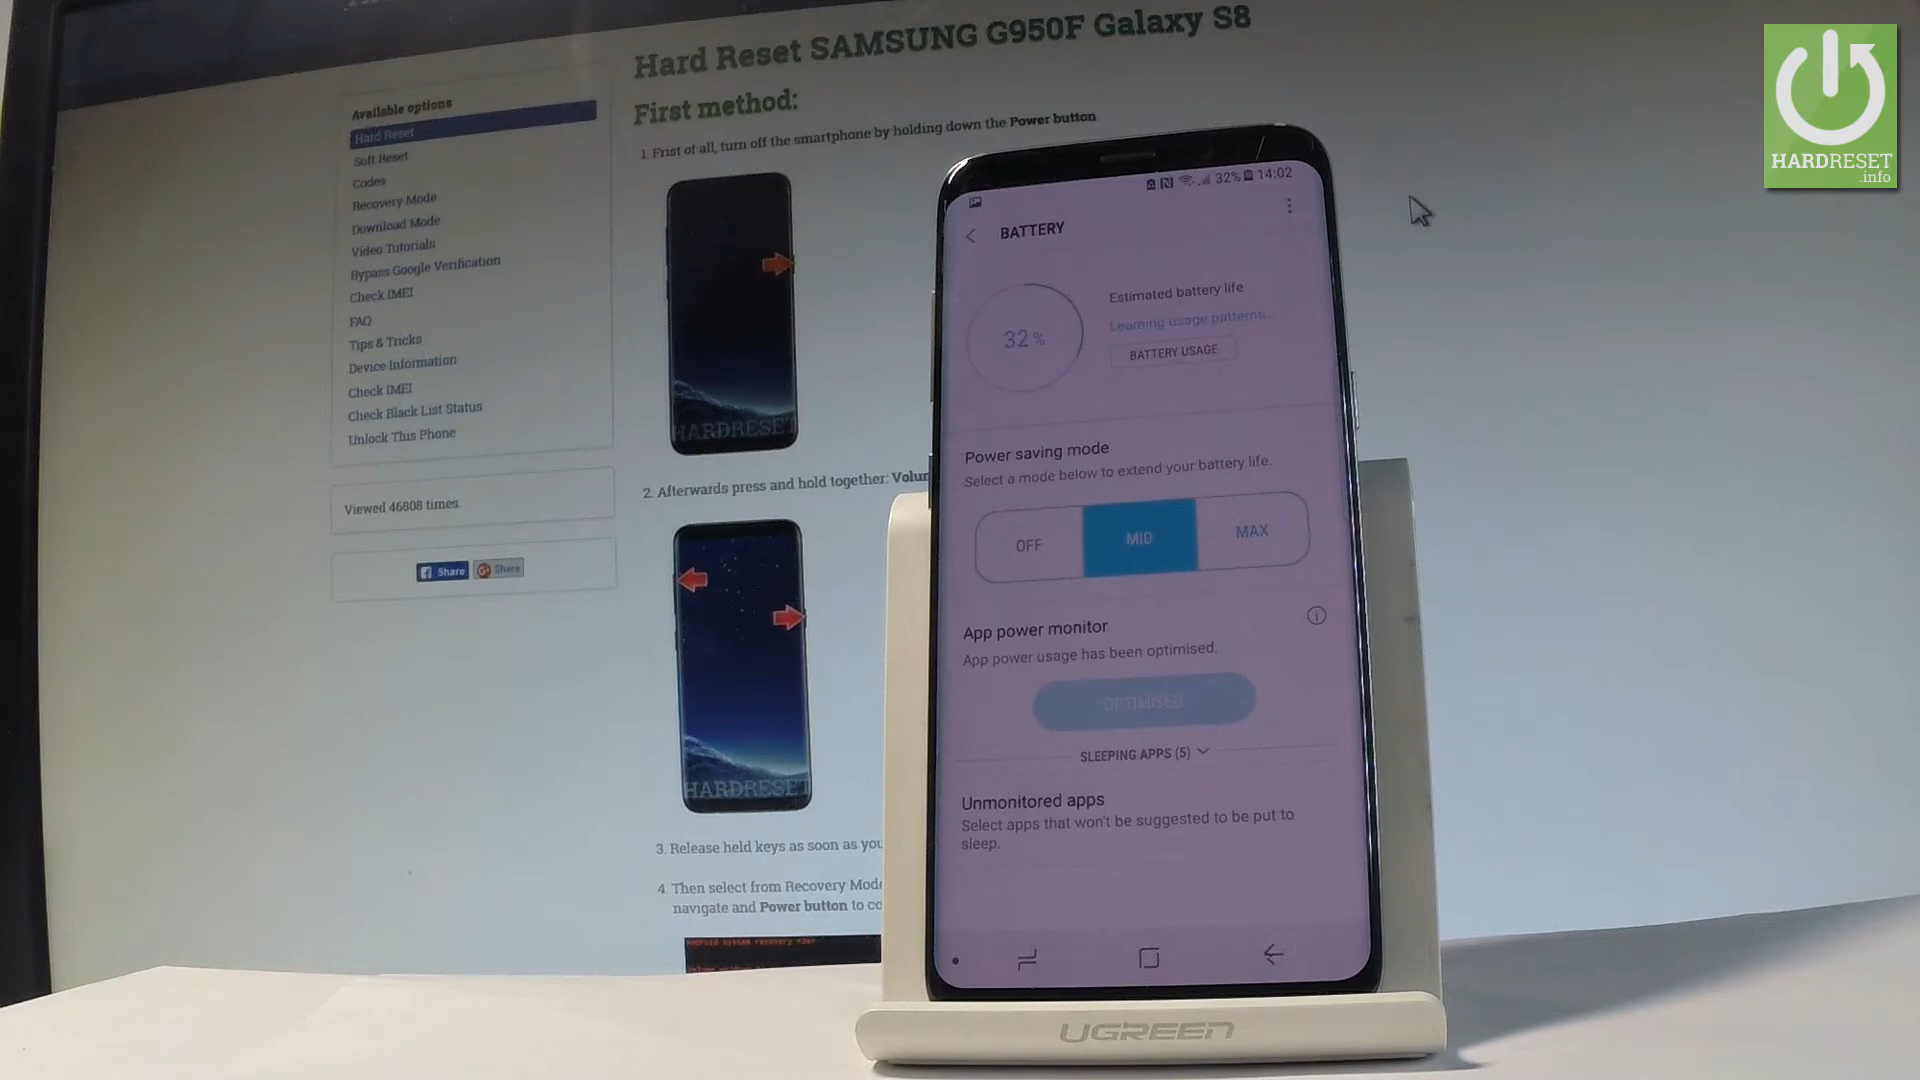 Hard Reset SAMSUNG G950F Galaxy S8
First method:
1. Frist of all, turn off the smartphone by holding down the Power button
HARDRESET
2. Afterwards press and hold together: Volu
HARDRESET
3. Release held keys as soon as you
4. Then select from Recovery Mod
navigate and Power button to co
Android system recovery <3e>
Available options
Hard Reset
Soft Reset
Codes
Recovery Mode
Download Mode
Video Tutorials
Bypass Google Verification
Check IMEI
FAQ
Tips & Tricks
Device Information
Check IMEI
Check Black List Status
Unlock This Phone
Viewed 46808 times.
Share
Share
32% 14:02
BATTERY
32%
Estimated battery life
Learning usage patterns...
BATTERY USAGE
Power saving mode
Select a mode below to extend your battery life.
OFF
MID
MAX
App power monitor
App power usage has been optimised.
OPTIMISED
SLEEPING APPS (5)
Unmonitored apps
Select apps that won't be suggested to be put to
sleep.
UGREEN
HARDRESET
.info